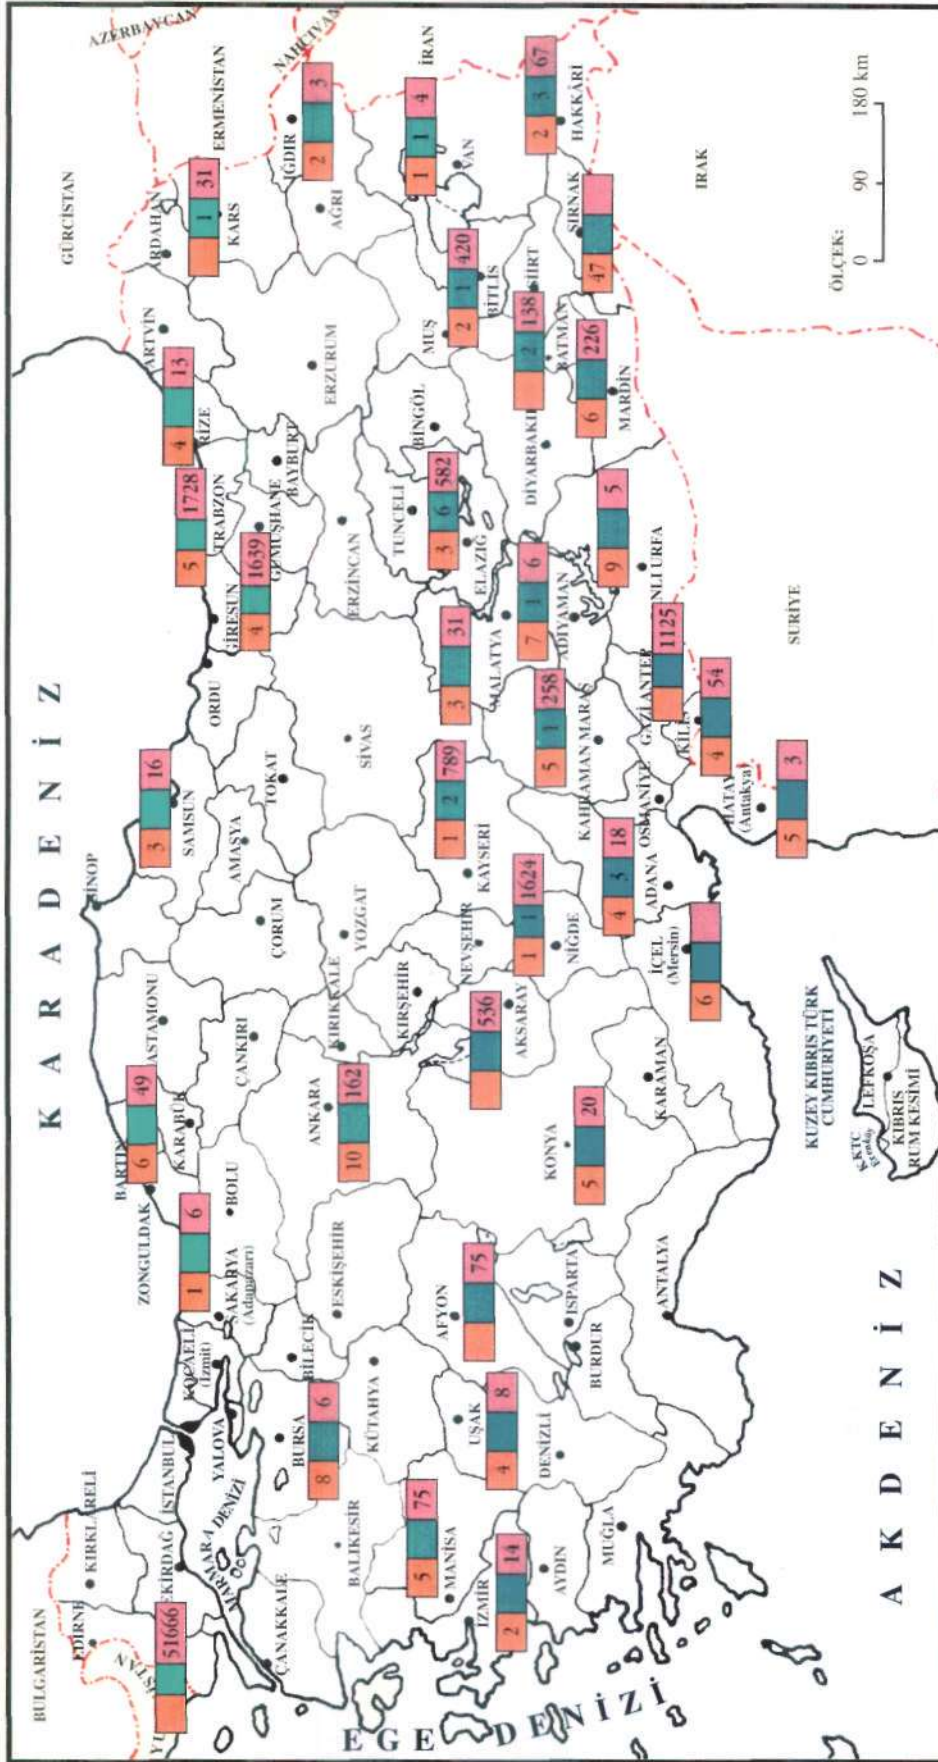 KARADENİZ
AZERBAYCAN
NAHCIVAN
GÜRCİSTAN
ERMENİSTAN
İRAN
IRAK
SURİYE
BULGARİSTAN
EDİRNE
KIRKLARELİ
51666
İSTANBUL
MARMARA DENİZİ
YALOVA
ÇANAKKALE
KOCAELİ
(İzmit)
SAKARYA
(Adapazarı)
1 6
ZONGULDAK
BARTIN
6 49
KARABÜK
BOLU
SİNOP
3 16
SAMSUN
ORDU
GİRESUN
5 1728
TRABZON
4 1639
GÜMÜŞHANE
BAYBURT
4 13
RİZE
ARTVİN
ARDAHAN
1 31
KARS
IĞDIR
2 3
AĞRI
ÇANKIRI
ÇORUM
AMASYA
TOKAT
BİLECİK
BURSA
8 6
ESKİŞEHİR
ANKARA
10 162
KIRIKKALE
YOZGAT
SİVAS
ERZİNCAN
ERZURUM
BALIKESİR
KÜTAHYA
KIRŞEHİR
TUNCELİ
BİNGÖL
MUŞ
5 75
MANİSA
AFYON
75
UŞAK
4 8
536
AKSARAY
NEVŞEHİR
1 2 789
KAYSERİ
3 31
MALATYA
3 6 582
ELAZIĞ
2 1 420
BİTLİS
1 1 4
VAN
İZMİR
2 14
AYDIN
DENİZLİ
ISPARTA
BURDUR
MUĞLA
KONYA
5 20
1 1 1624
NİĞDE
5 1 258
KAHRAMAN MARAŞ
7 1 6
ADIYAMAN
DİYARBAKIR
2 138
BATMAN
SİİRT
2 3 67
HAKKÂRİ
47
6 226
MARDİN
9 5
ANTALYA
KARAMAN
4 3 18
ADANA
OSMANİYE
GAZİ ANTEP
1125
KİLİS
4 54
HATAY
(Antakya)
5 3
İÇEL
(Mersin)
6
EGE DENİZİ
AKDENİZ
KUZEY KIBRIS TÜRK
CUMHURİYETİ
KKTC
LEFKOŞA
KIBRIS
RUM KESİMİ
ÖLÇEK:
0 90 180 km